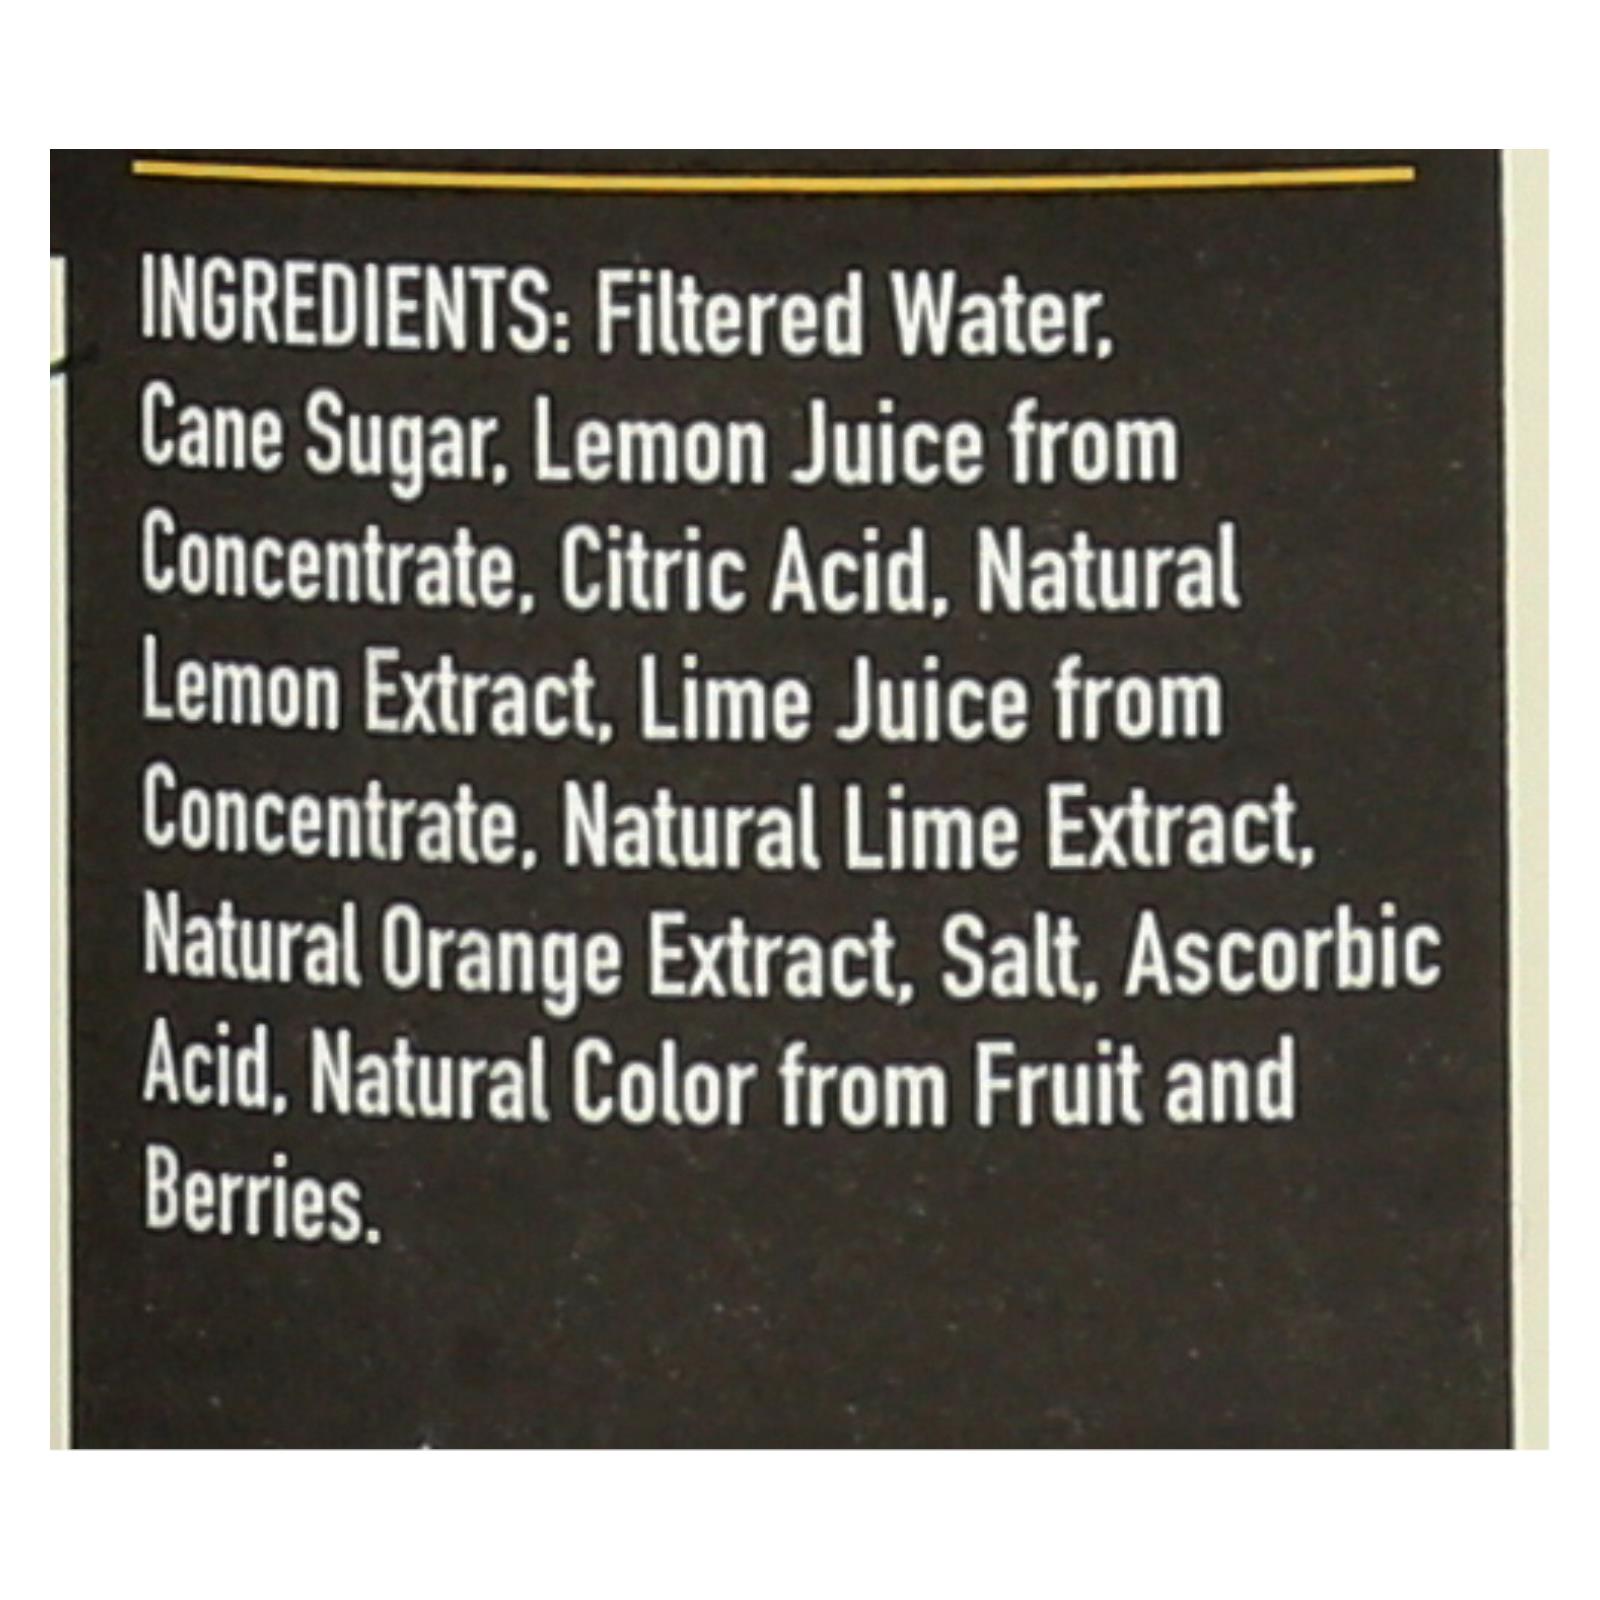 INGREDIENTS: Filtered Water,
Cane Sugar, Lemon Juice from
Concentrate, Citric Acid, Natural
Lemon Extract, Lime Juice from
Concentrate, Natural Lime Extract,
Natural Orange Extract, Salt, Ascorbic
Acid, Natural Color from Fruit and
Berries.